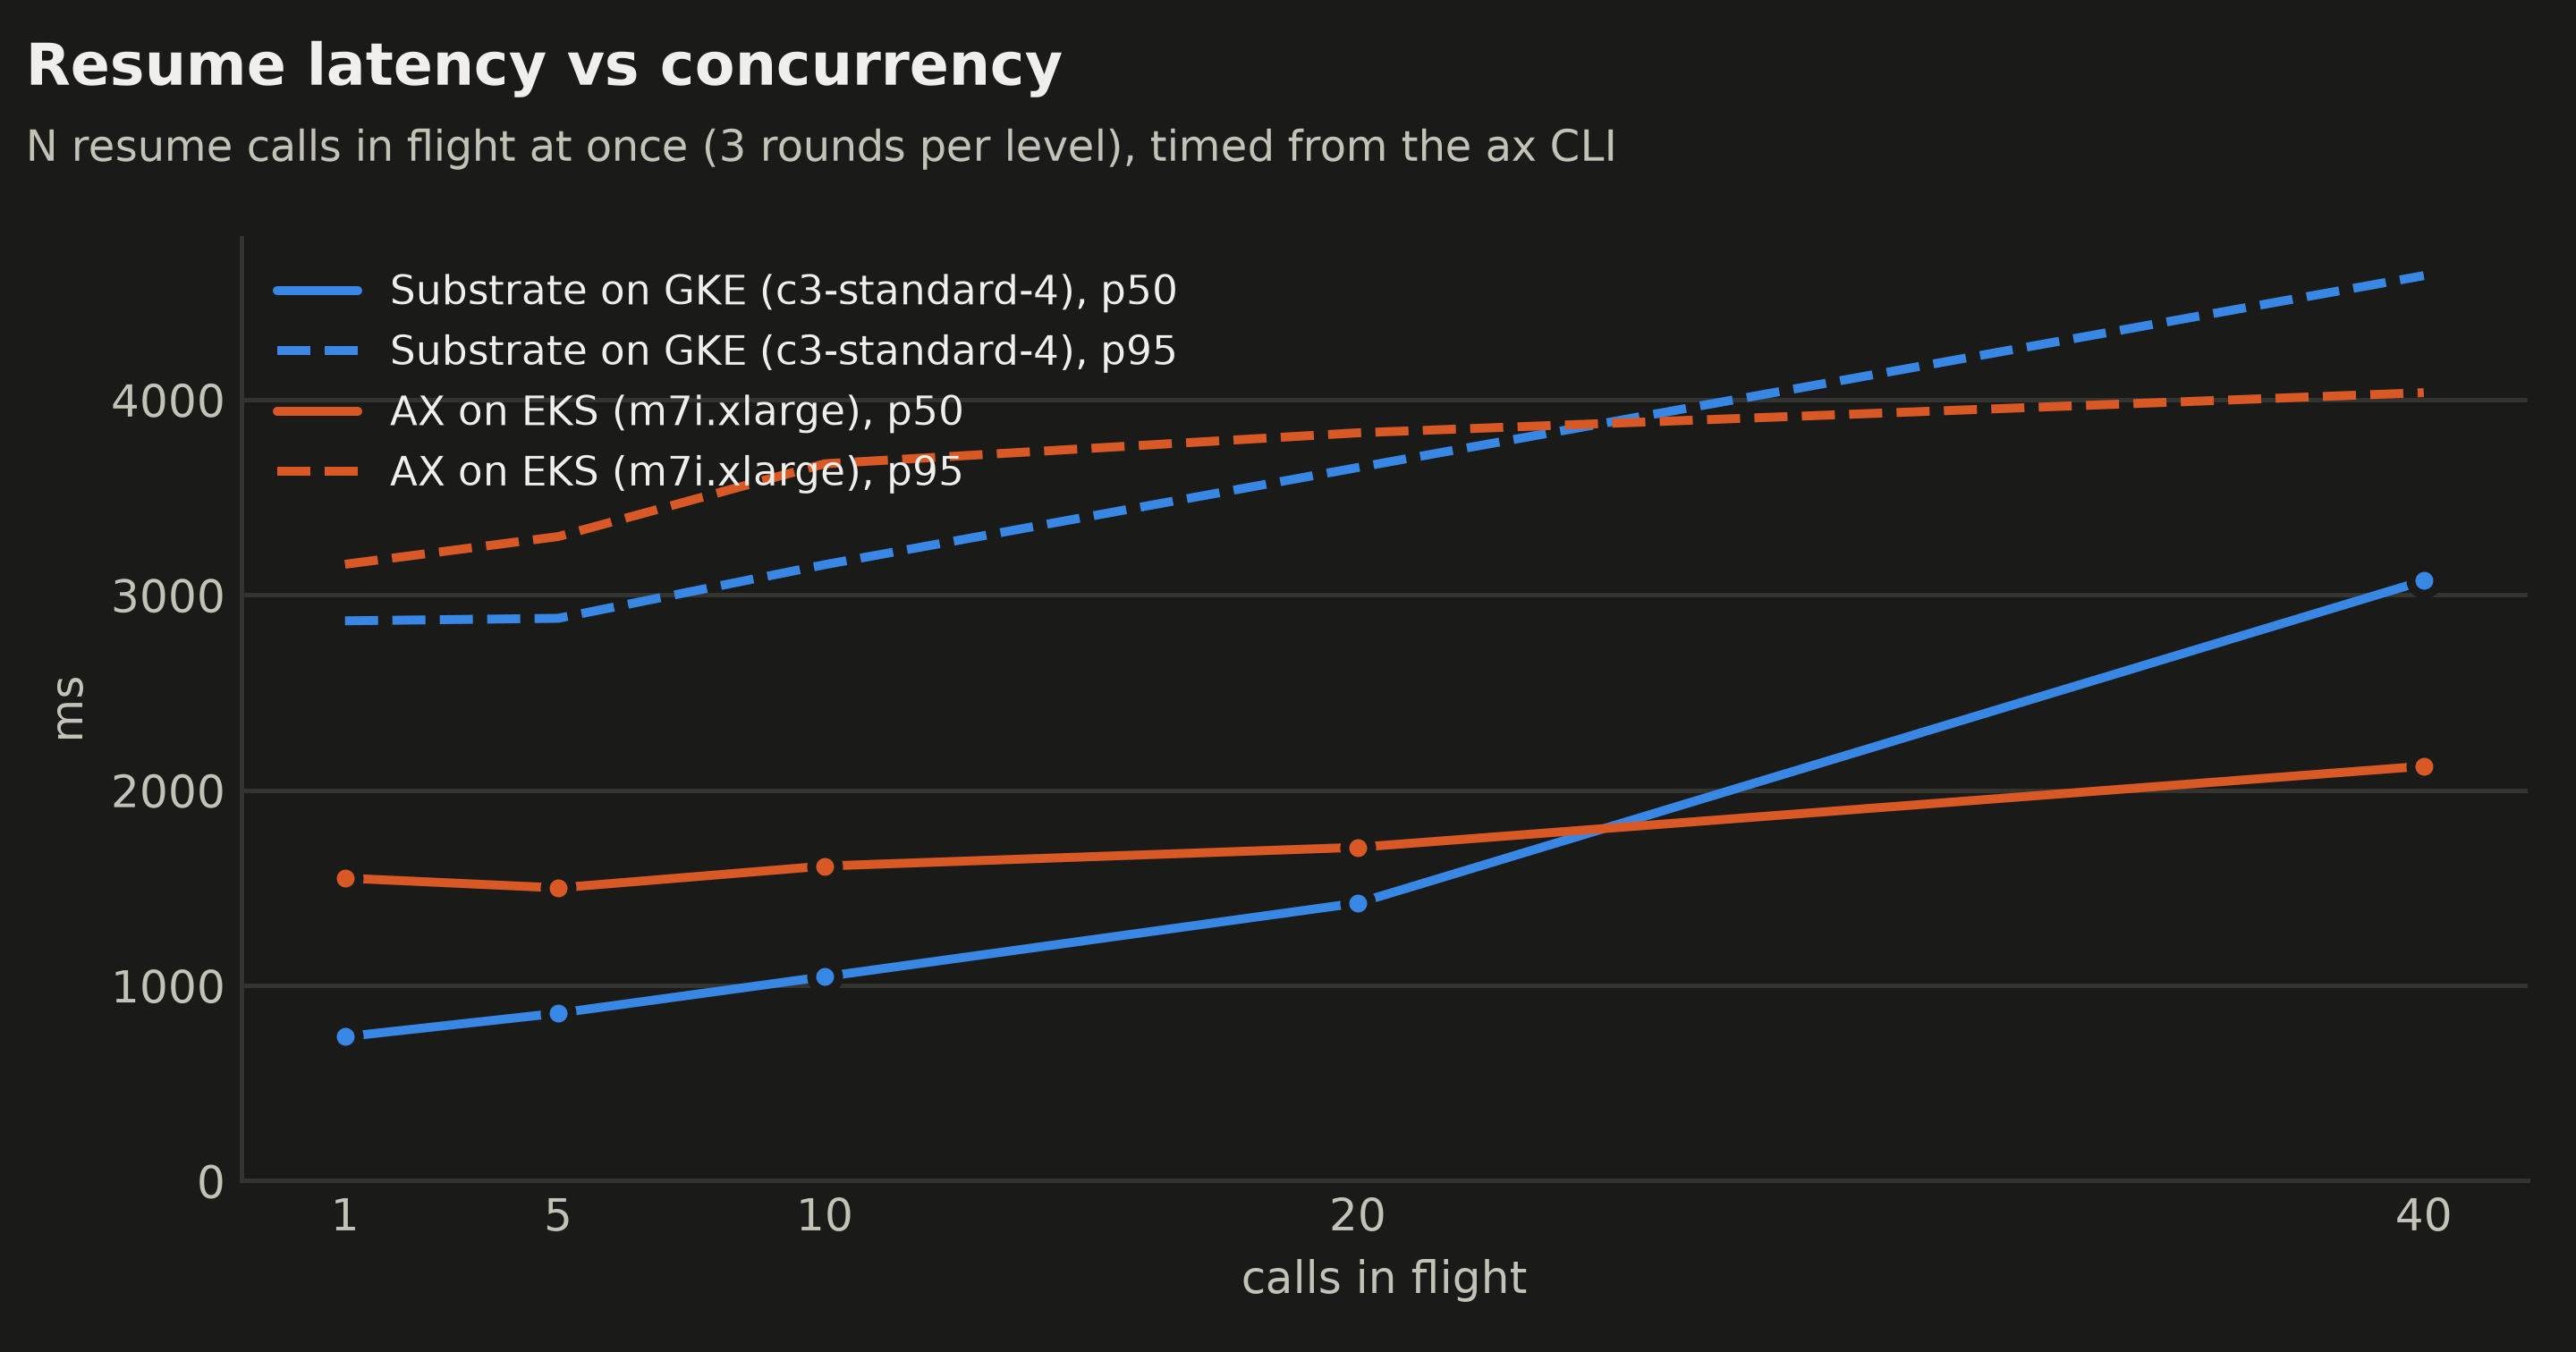 Resume latency vs concurrency
N resume calls in flight at once (3 rounds per level), timed from the ax CLI
Substrate on GKE (c3-standard-4), p50
Substrate on GKE (c3-standard-4), p95
AX on EKS (m7i.xlarge), p50
AX on EKS (m7i.xlarge), p95
4000
3000
2000
1000
0
ms
1 5 10 20 40
calls in flight